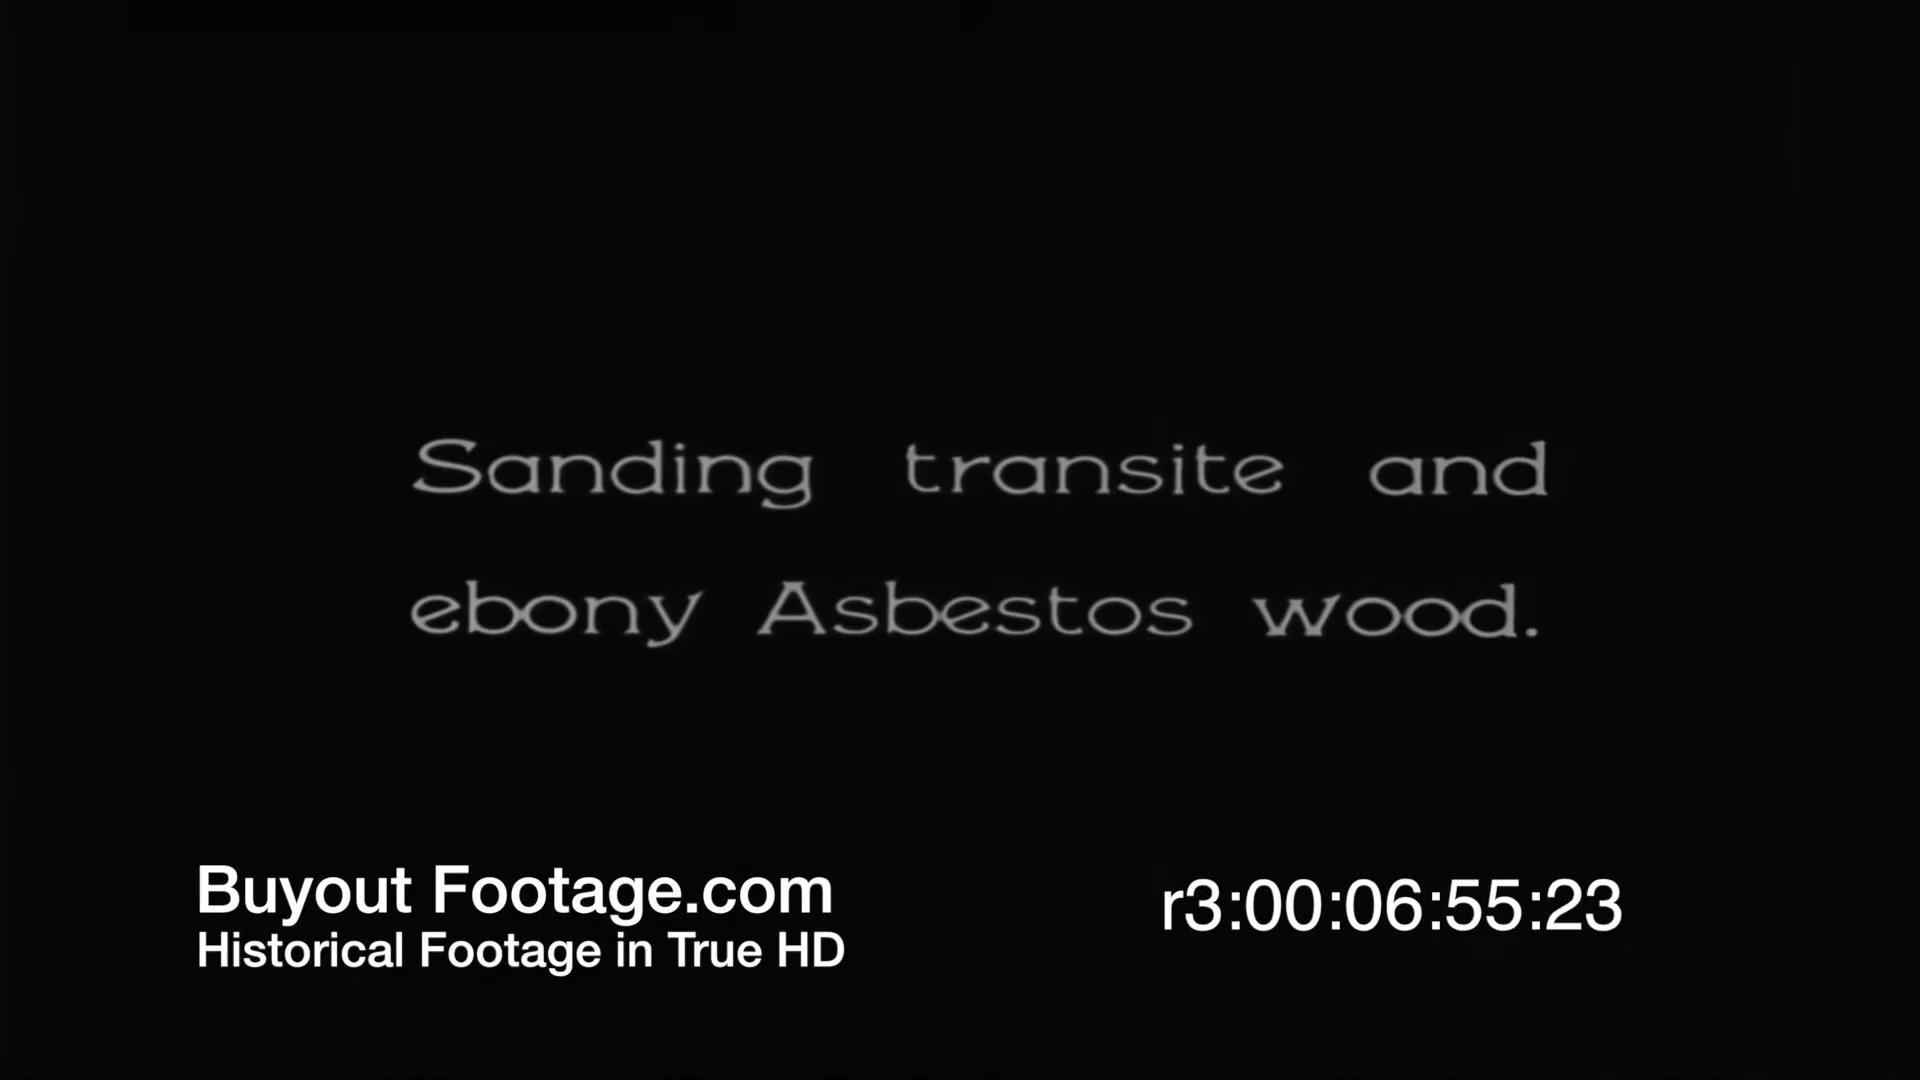 Sanding transite and
ebony Asbestos wood.
Buyout Footage.com
Historical Footage in True HD
r3:00:06:55:23